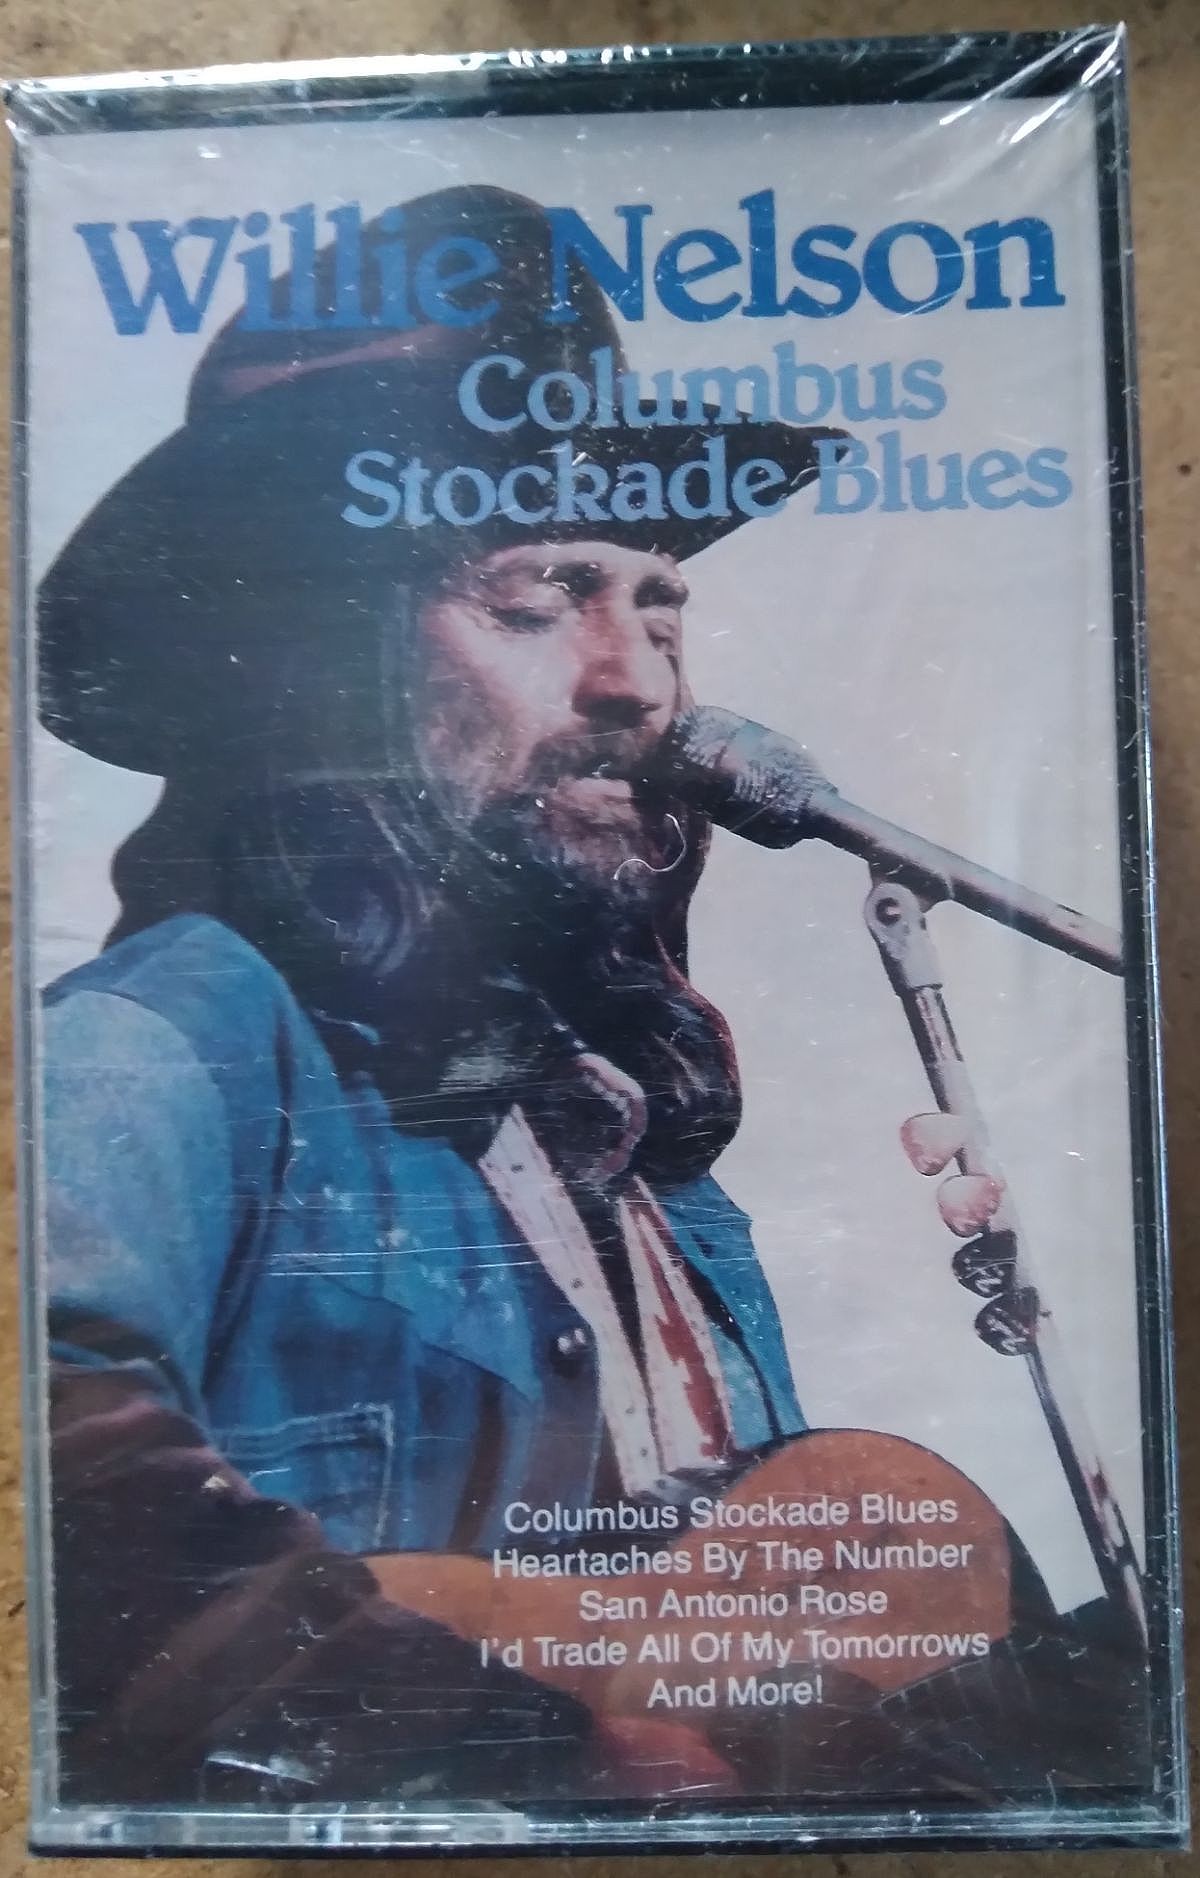 Willie Nelson
Columbus
Stockade Blues
Columbus Stockade Blues
Heartaches By The Number
San Antonio Rose
I'd Trade All Of My Tomorrows
And More!